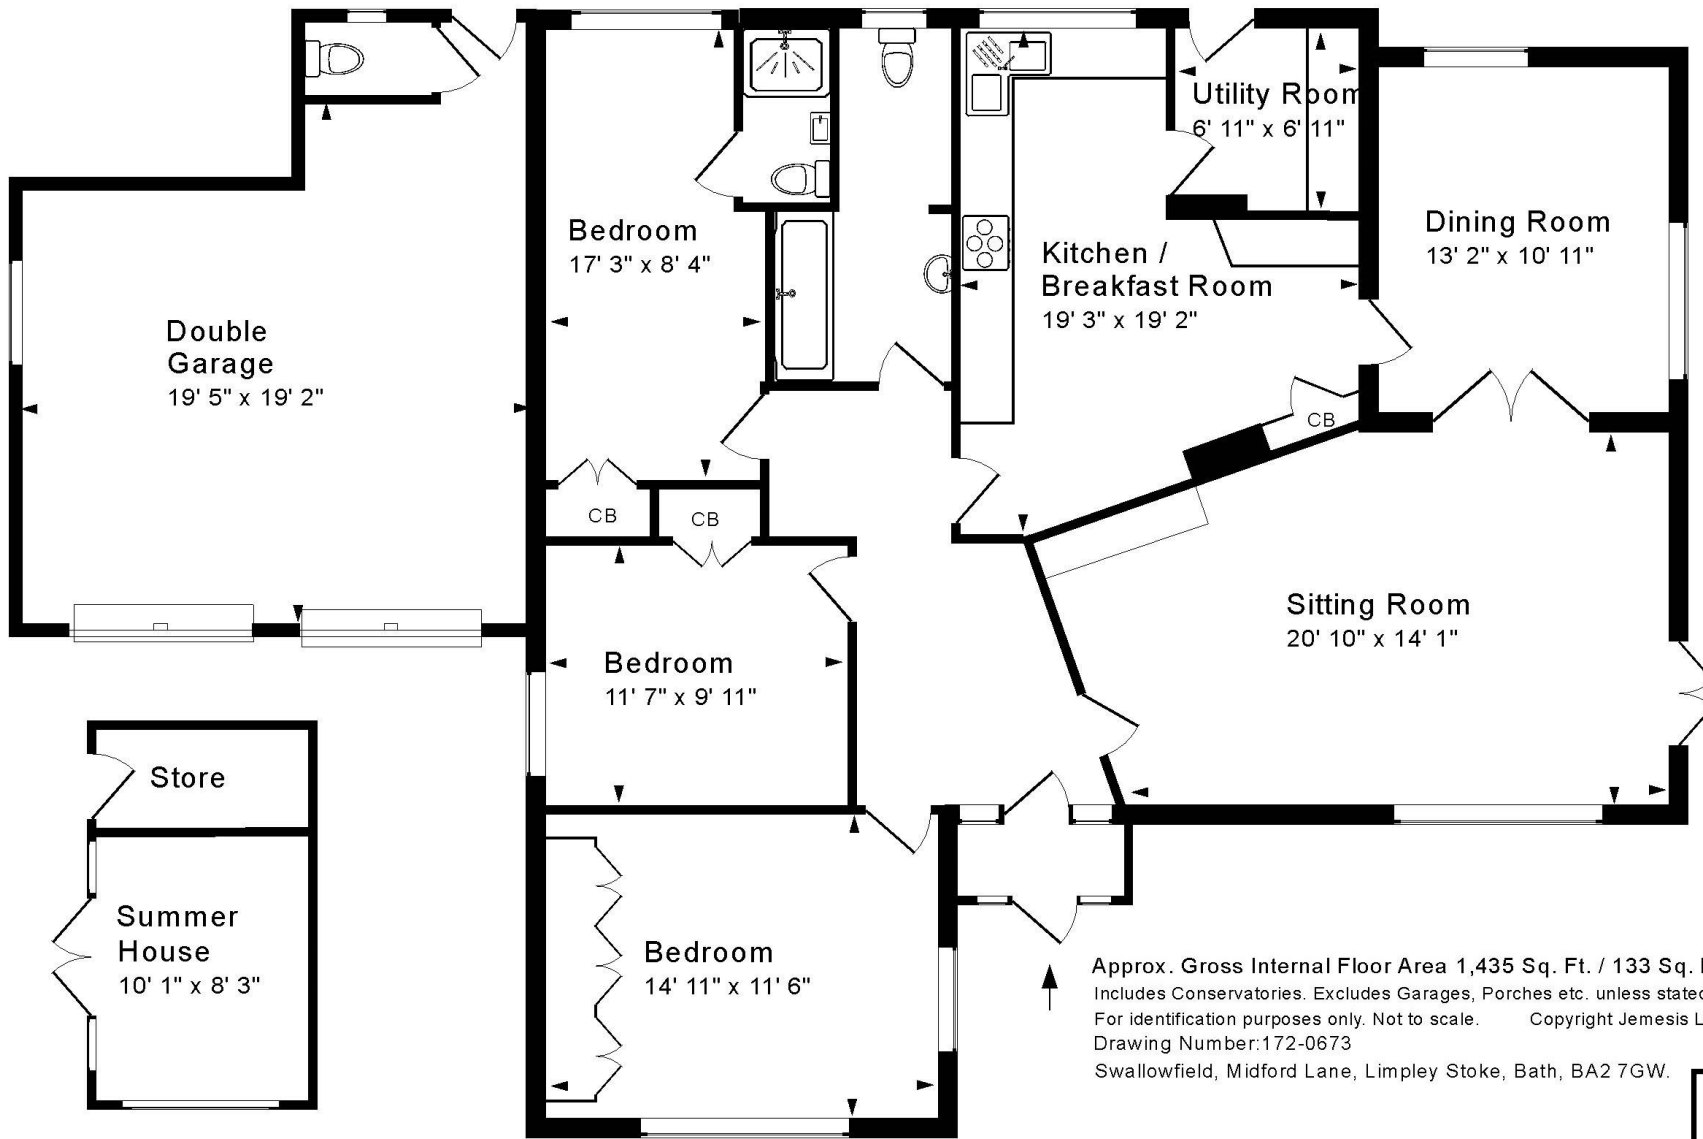 Utility Room
6' 11" x 6' 11"
Bedroom
17' 3" x 8' 4"
Kitchen /
Breakfast Room
19' 3" x 19' 2"
Dining Room
13' 2" x 10' 11"
Double
Garage
19' 5" x 19' 2"
CB
CB
CB
Sitting Room
20' 10" x 14' 1"
Bedroom
11' 7" x 9' 11"
Store
Summer
House
10' 1" x 8' 3"
Bedroom
14' 11" x 11' 6"
Approx. Gross Internal Floor Area 1,435 Sq. Ft. / 133 Sq.
Includes Conservatories. Excludes Garages, Porches etc. unless stated
For identification purposes only. Not to scale. Copyright Jemesis L
Drawing Number:172-0673
Swallowfield, Midford Lane, Limpley Stoke, Bath, BA2 7GW.